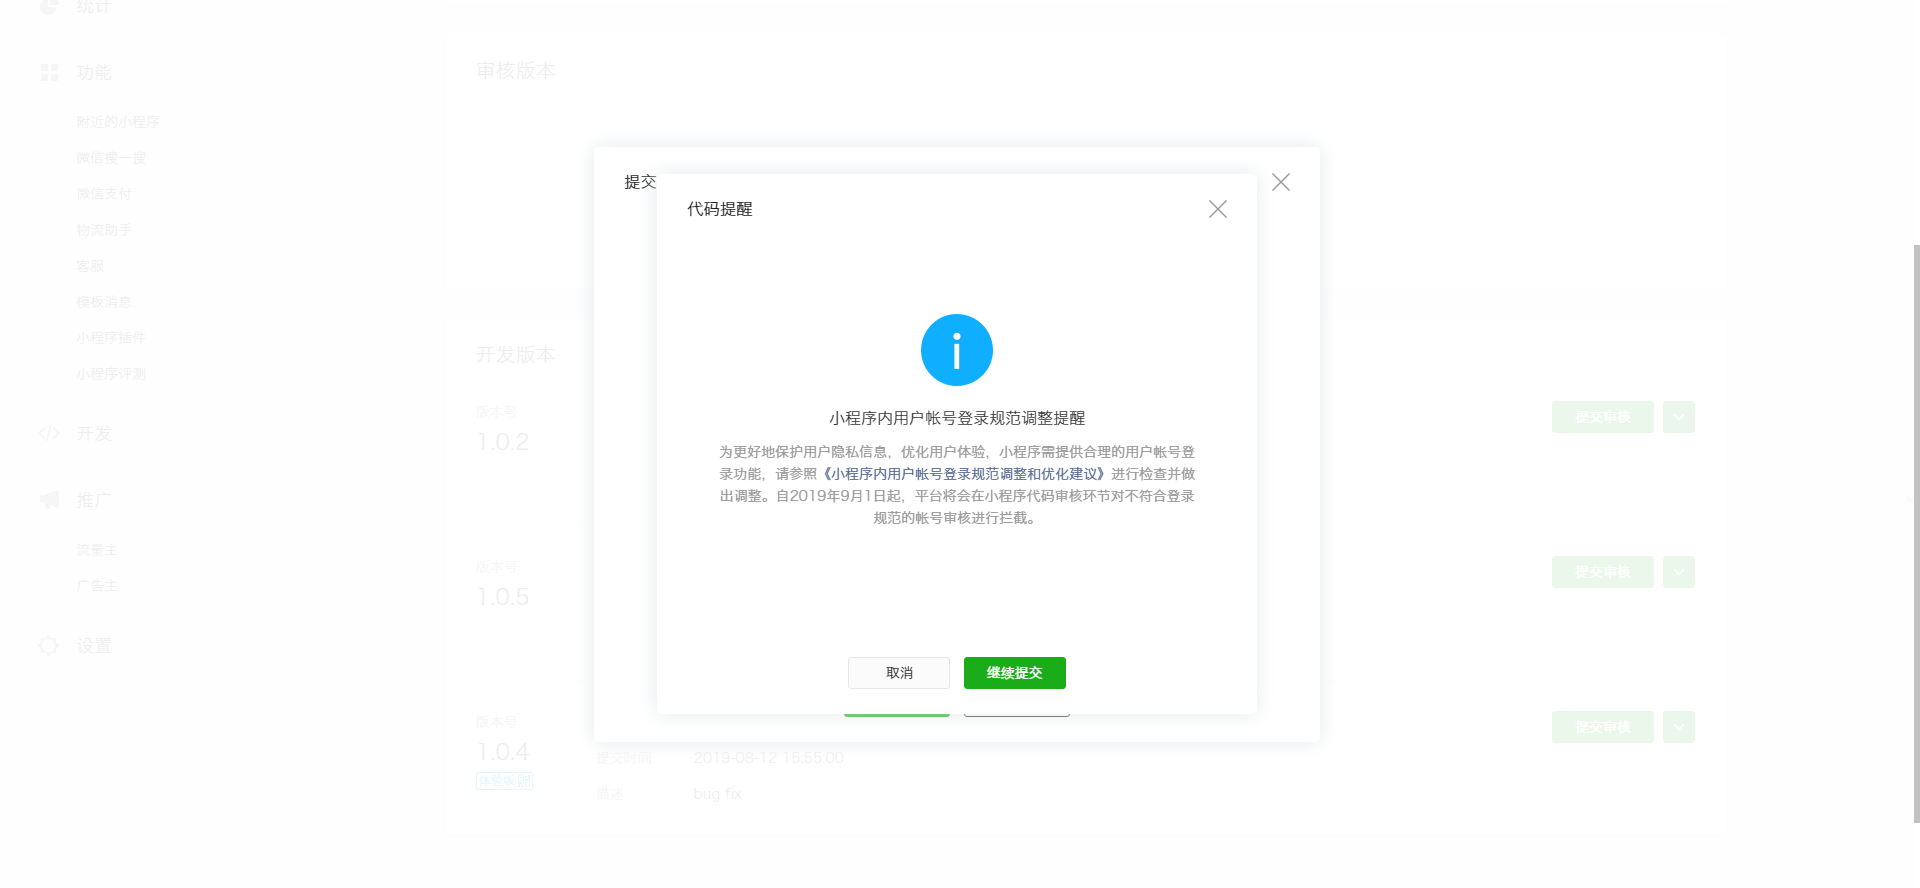 统计
功能
附近的小程序
微信搜一搜
微信支付
物流助手
客服
模板消息
小程序插件
小程序评测
开发
推广
流量主
广告主
设置
审核版本
开发版本
版本号
1.0.2
提交审核
版本号
1.0.5
提交审核
版本号
1.0.4
体验版
提交审核
提交时间 2019-08-12 15:55:00
描述 bug fix
提交
代码提醒
小程序内用户帐号登录规范调整提醒
为更好地保护用户隐私信息，优化用户体验，小程序需提供合理的用户帐号登
录功能，请参照《小程序内用户帐号登录规范调整和优化建议》进行检查并做
出调整。自2019年9月1日起，平台将会在小程序代码审核环节对不符合登录
规范的帐号审核进行拦截。
取消
继续提交